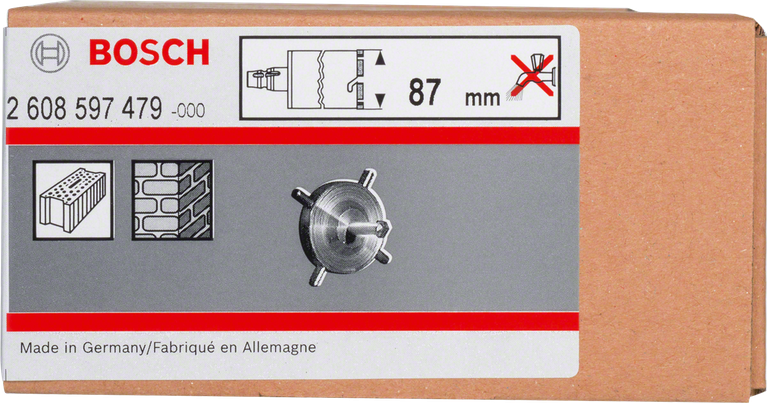 BOSCH
2 608 597 479 -000
87 mm
Made in Germany/Fabriqué en Allemagne